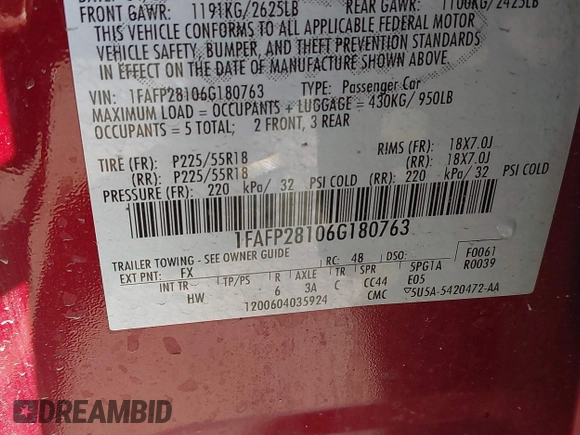 FRONT GAWR: 1191KG/2625LB REAR GAWR: 1100KG/2425LB
THIS VEHICLE CONFORMS TO ALL APPLICABLE FEDERAL MOTOR
VEHICLE SAFETY, BUMPER, AND THEFT PREVENTION STANDARDS
IN EFFECT ON THE DATE OF MANUFACTURE SHOWN ABOVE.
VIN: 1FAFP28106G180763 TYPE: Passenger Car
MAXIMUM LOAD = OCCUPANTS + LUGGAGE = 430KG/ 950LB
OCCUPANTS = 5 TOTAL; 2 FRONT, 3 REAR
TIRE (FR): P225/55R18 RIMS (FR): 18X7.0J
(RR): P225/55R18 (RR): 18X7.0J
PRESSURE (FR): 220 kPa/ 32 PSI COLD (RR): 220 kPa/ 32 PSI COLD
1FAFP28106G180763
TRAILER TOWING - SEE OWNER GUIDE RC: 48 DSO: F0061
EXT PNT: FX 5PG1A R0039
INT TR TP/PS R AXLE TR SPR E05
HW 6 3A C CC44
1200604035924 CMC ▽5U5A-5420472-AA
DREAMBID